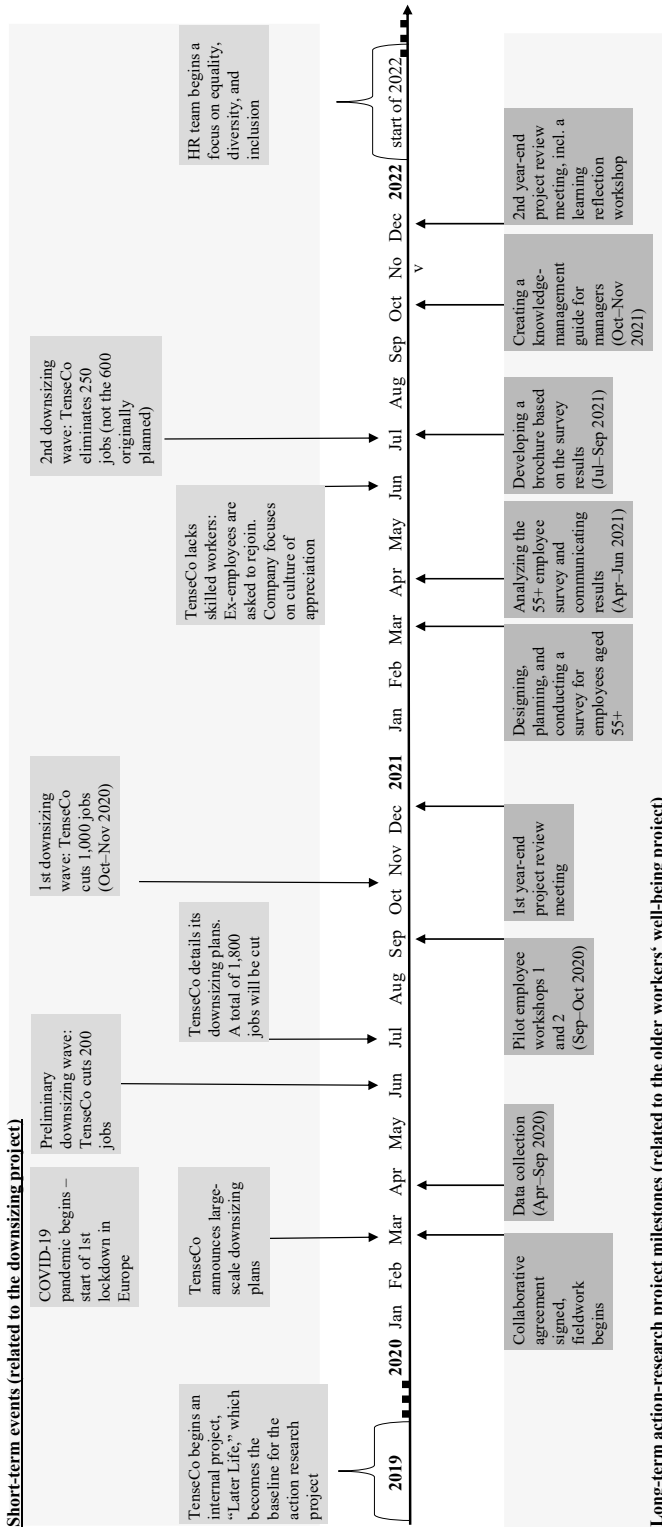 Short-term events (related to the downsizing project)
TenseCo begins an
internal project,
“Later Life,” which
becomes the
baseline for the
action research
project
COVID-19
pandemic begins –
start of 1st
lockdown in
Europe
TenseCo
announces large-
scale downsizing
plans
Preliminary
downsizing wave:
TenseCo cuts 200
jobs
TenseCo details its
downsizing plans.
A total of 1,800
jobs will be cut
1st downsizing
wave: TenseCo
cuts 1,000 jobs
(Oct–Nov 2020)
TenseCo lacks
skilled workers:
Ex-employees are
asked to rejoin.
Company focuses
on culture of
appreciation
2nd downsizing
wave: TenseCo
eliminates 250
jobs (not the 600
originally
planned)
HR team begins a
focus on equality,
diversity, and
inclusion
2019 2020 Jan Feb Mar Apr May Jun Jul Aug Sep Oct Nov Dec 2021 Jan Feb Mar Apr May Jun Jul Aug Sep Oct No Dec 2022 start of 2022
v
Collaborative
agreement
signed,
fieldwork
begins
Data collection
(Apr–Sep 2020)
Pilot employee
workshops 1
and 2
(Sep–Oct 2020)
1st year-end
project review
meeting
Designing,
planning, and
conducting a
survey for
employees aged
55+
Analyzing the
55+ employee
survey and
communicating
results
(Apr–Jun 2021)
Developing a
brochure based
on the survey
results
(Jul–Sep 2021)
Creating a
knowledge-
management
guide for
managers
(Oct–Nov
2021)
2nd year-end
project review
meeting, incl. a
learning
reflection
workshop
Long-term action-research project milestones (related to the older workers‘ well-being project)